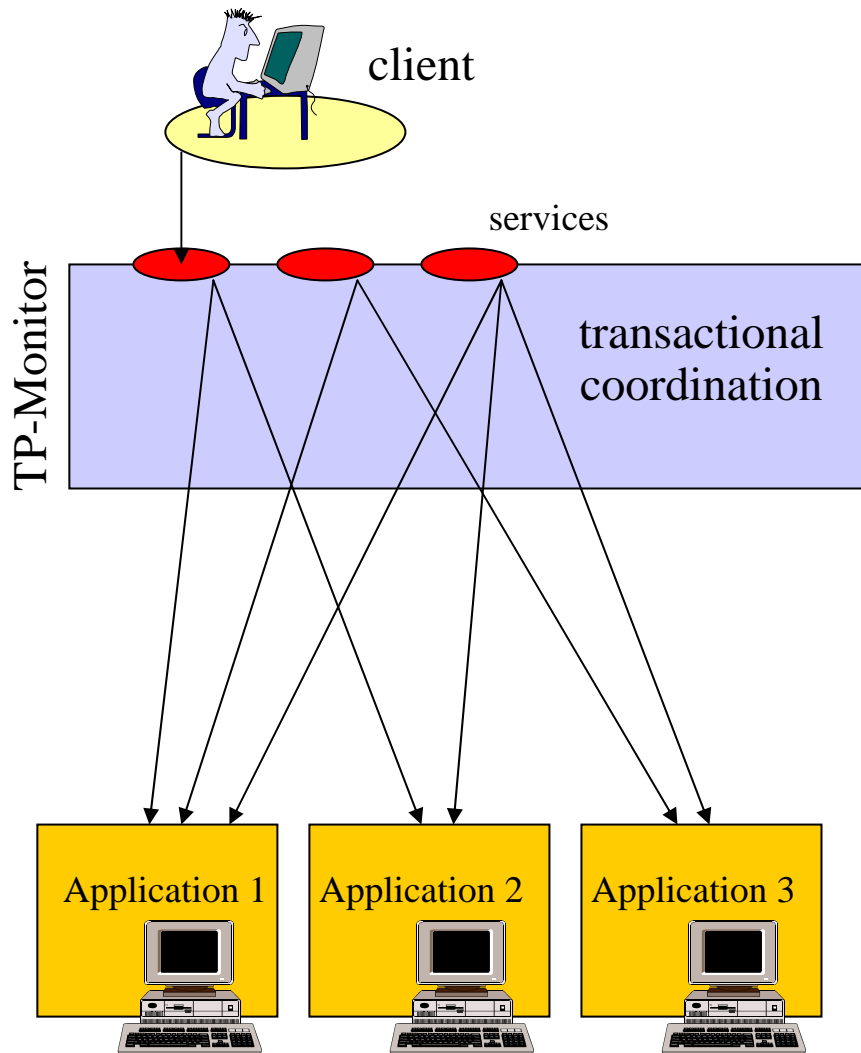 client
services
TP-Monitor
transactional
coordination
Application 1
Application 2
Application 3